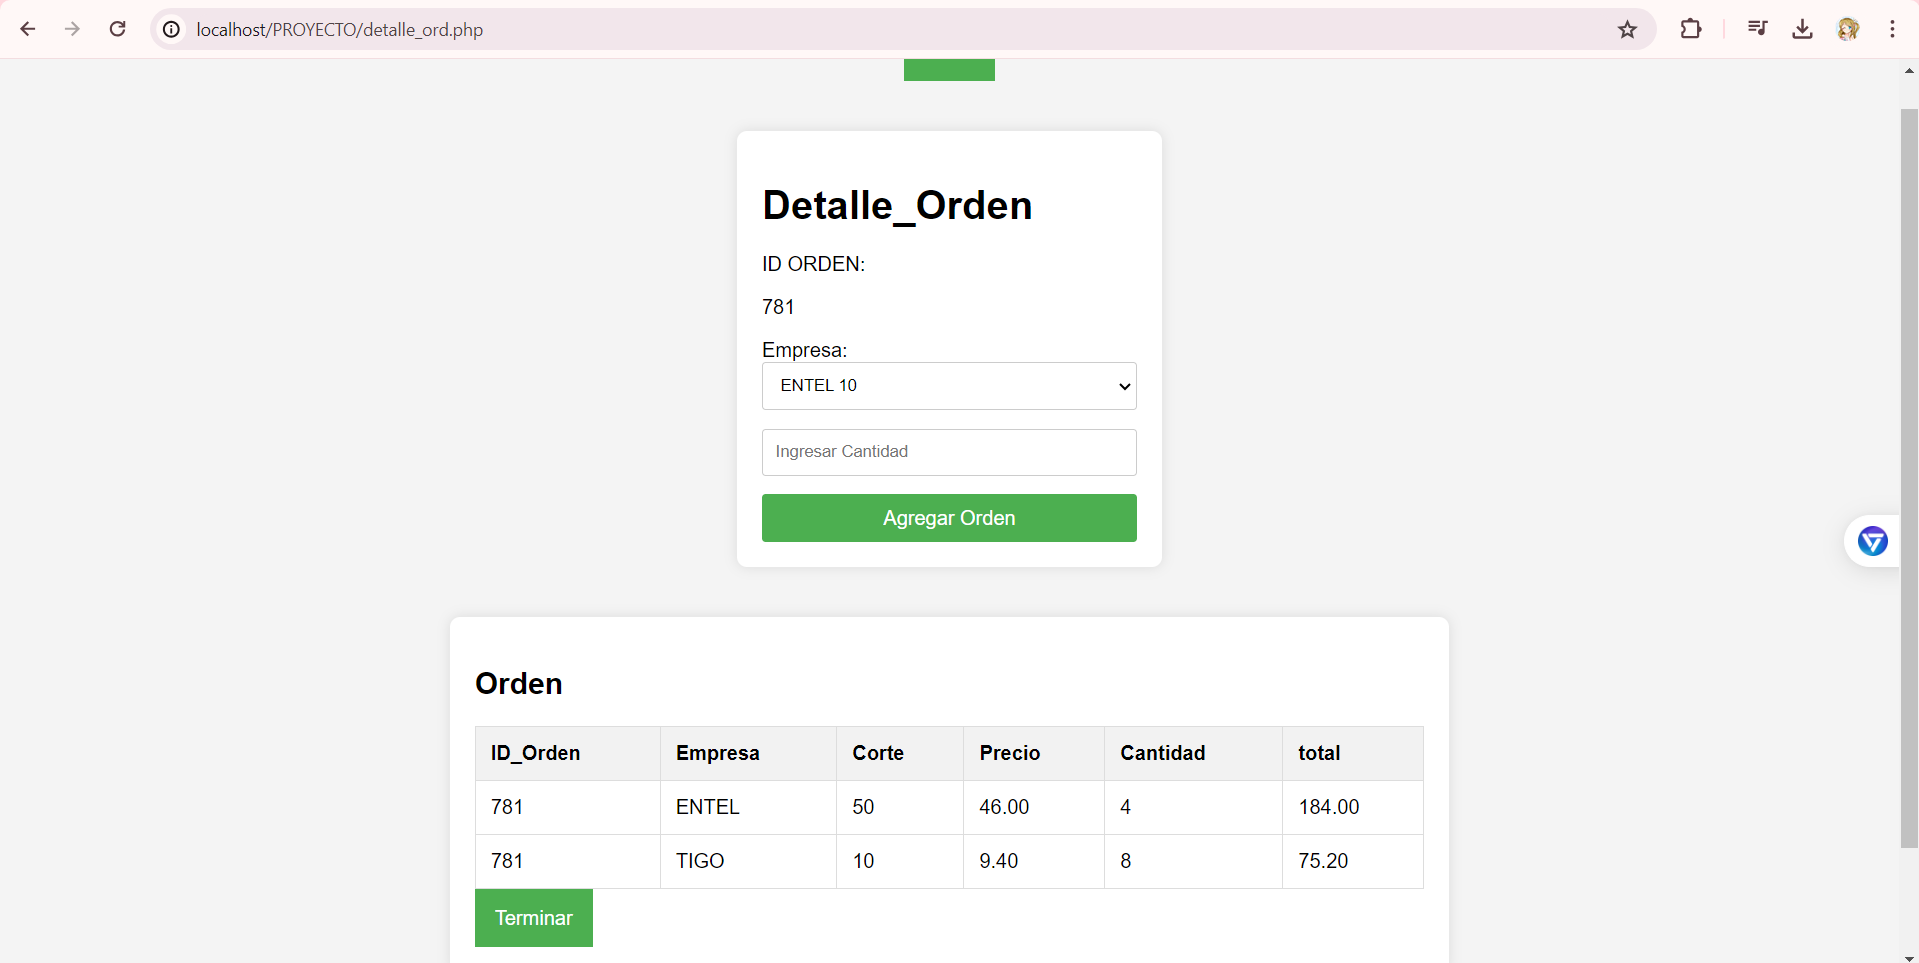 localhost/PROYECTO/detalle_ord.php
Detalle_Orden
ID ORDEN:
781
Empresa:
ENTEL 10
Ingresar Cantidad
Agregar Orden
Orden
ID_Orden Empresa Corte Precio Cantidad total
781 ENTEL 50 46.00 4 184.00
781 TIGO 10 9.40 8 75.20
Terminar